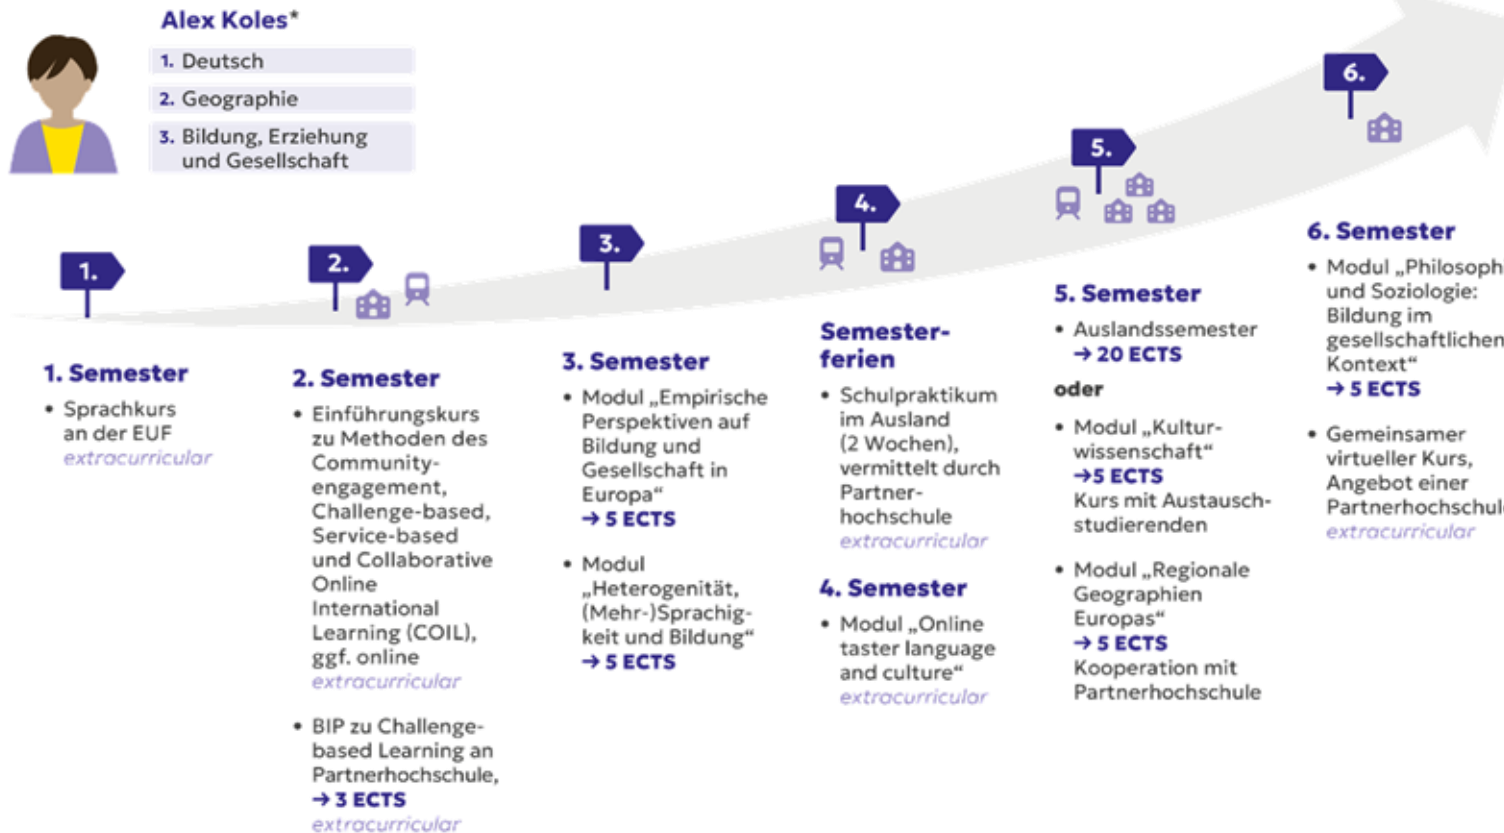 Alex Koles*
1. Deutsch
2. Geographie
3. Bildung, Erziehung
und Gesellschaft
1.
2.
3.
4.
5.
6.
1. Semester
• Sprachkurs
an der EUF
extracurricular
2. Semester
• Einführungskurs
zu Methoden des
Community-
engagement,
Challenge-based,
Service-based
und Collaborative
Online
International
Learning (COIL),
ggf. online
extracurricular
• BIP zu Challenge-
based Learning an
Partnerhochschule,
→ 3 ECTS
extracurricular
3. Semester
• Modul „Empirische
Perspektiven auf
Bildung und
Gesellschaft in
Europa“
→ 5 ECTS
• Modul
„Heterogenität,
(Mehr-)Sprachig-
keit und Bildung“
→ 5 ECTS
Semester-
ferien
• Schulpraktikum
im Ausland
(2 Wochen),
vermittelt durch
Partner-
hochschule
extracurricular
4. Semester
• Modul „Online
taster language
and culture“
extracurricular
5. Semester
• Auslandssemester
→ 20 ECTS
oder
• Modul „Kultur-
wissenschaft“
→5 ECTS
Kurs mit Austausch-
studierenden
• Modul „Regionale
Geographien
Europas“
→ 5 ECTS
Kooperation mit
Partnerhochschule
6. Semester
• Modul „Philosoph
und Soziologie:
Bildung im
gesellschaftlichen
Kontext“
→ 5 ECTS
• Gemeinsamer
virtueller Kurs,
Angebot einer
Partnerhochschule
extracurricular